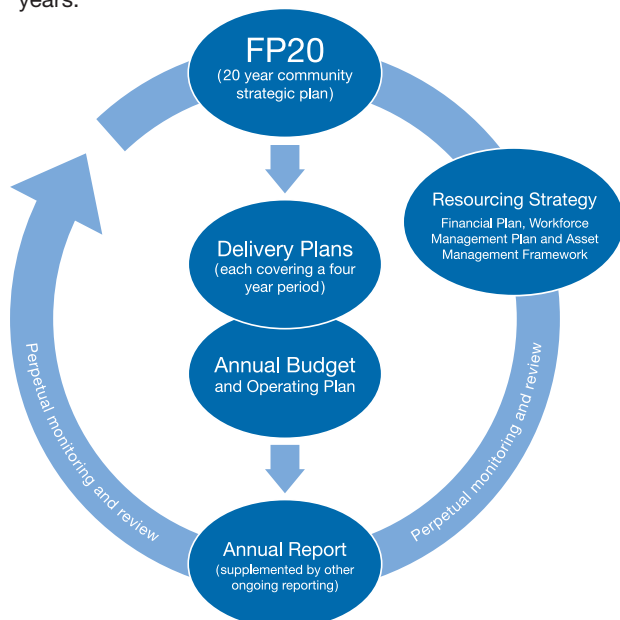 years.
FP20
(20 year community
strategic plan)
Resourcing Strategy
Financial Plan, Workforce
Management Plan and Asset
Management Framework
Delivery Plans
(each covering a four
year period)
Annual Budget
and Operating Plan
Perpetual monitoring and review
Perpetual monitoring and review
Annual Report
(supplemented by other
ongoing reporting)